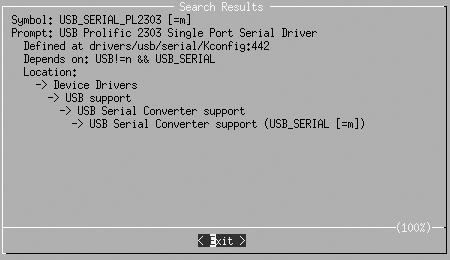 Search Results
Symbol: USB_SERIAL_PL2303 [=m]
Prompt: USB Prolific 2303 Single Port Serial Driver
Defined at drivers/usb/serial/Kconfig:442
Depends on: USB!=n && USB_SERIAL
Location:
-> Device Drivers
-> USB support
-> USB Serial Converter support
-> USB Serial Converter support (USB_SERIAL [=m])
(100%)
< Exit >